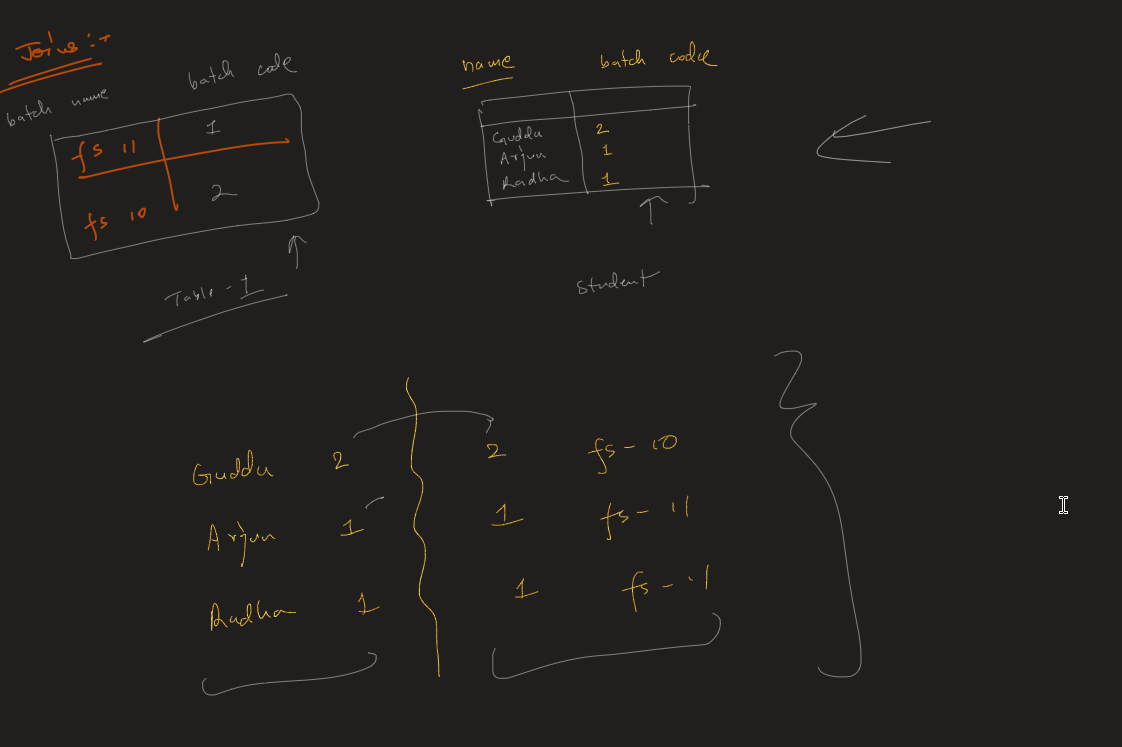 Joins :-
batch name batch code
fs 11 1
fs 10 2
Table - 1
name batch code
Guddu 2
Arjun 1
Radha 1
student
Guddu 2 2 fs - 10
Arjun 1 1 fs - 11
Radha 1 1 fs - 11